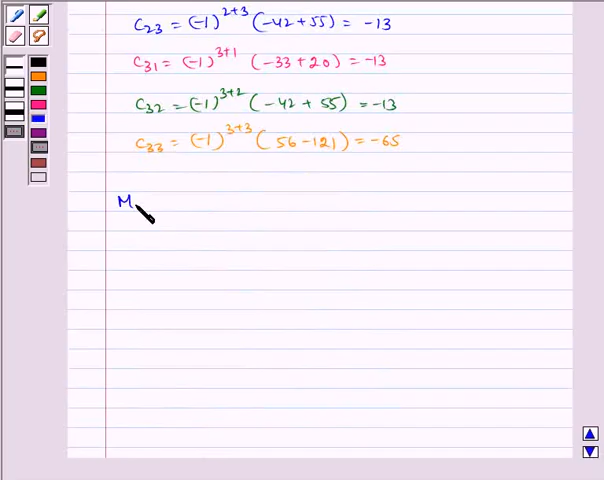 C23 = (-1)^2+3 (-42+55) = -13
C31 = (-1)^3+1 (-33+20) = -13
C32 = (-1)^3+2 (-42+55) = -13
C33 = (-1)^3+3 (56-121) = -65
M